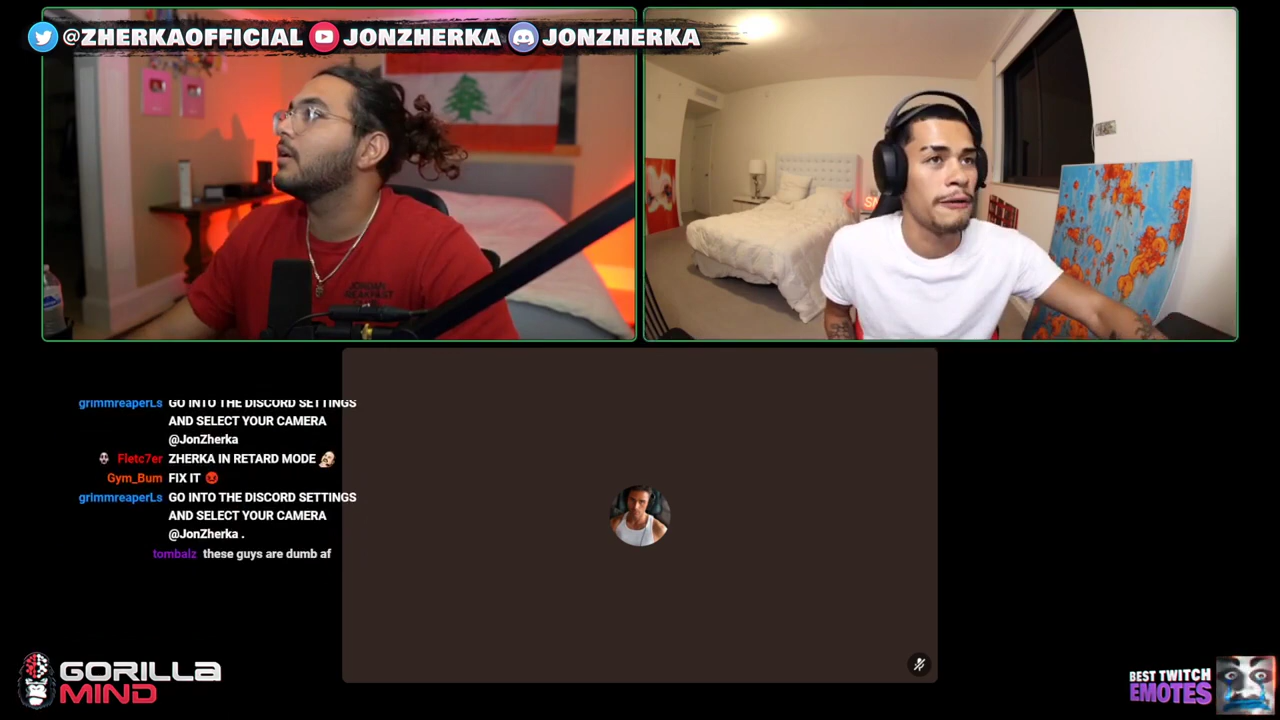 @ZHERKAOFFICIAL JONZHERKA JONZHERKA
JORDAN
BREAKFAST
grimmreaperLs GO INTO THE DISCORD SETTINGS
AND SELECT YOUR CAMERA
@JonZherka
Fletc7er ZHERKA IN RETARD MODE
Gym_Bum FIX IT
grimmreaperLs GO INTO THE DISCORD SETTINGS
AND SELECT YOUR CAMERA
@JonZherka .
tombalz these guys are dumb af
GORILLA
MIND
BEST TWITCH
EMOTES